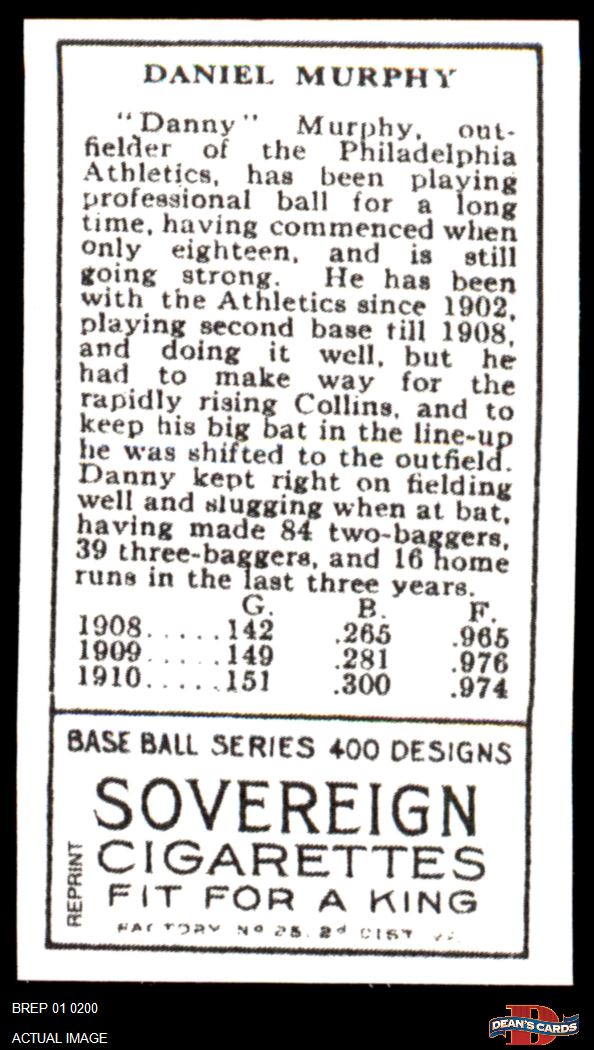 DANIEL MURPHY
"Danny" Murphy, out-
fielder of the Philadelphia
Athletics, has been playing
professional ball for a long
time, having commenced when
only eighteen, and is still
going strong. He has been
with the Athletics since 1902,
playing second base till 1908,
and doing it well, but he
had to make way for the
rapidly rising Collins, and to
keep his big bat in the line-up
he was shifted to the outfield.
Danny kept right on fielding
well and slugging when at bat,
having made 84 two-baggers,
39 three-baggers, and 16 home
runs in the last three years.
G. B. F.
1908......142 .265 .965
1909......149 .281 .976
1910......151 .300 .974
BASE BALL SERIES 400 DESIGNS
SOVEREIGN
CIGARETTES
FIT FOR A KING
REPRINT
FACTORY No 25. 2d DIST VA.
BREP 01 0200
ACTUAL IMAGE
D
DEAN'S CARDS